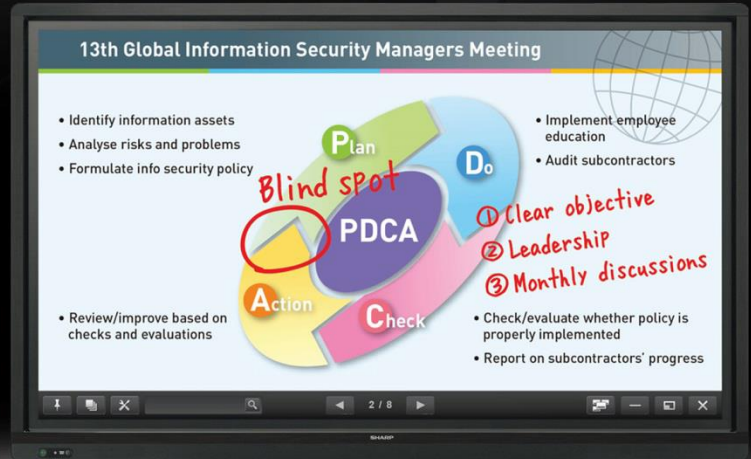 13th Global Information Security Managers Meeting
• Identify information assets
• Analyse risks and problems
• Formulate info security policy
• Implement employee
education
• Audit subcontractors
Plan
Do
Blind spot
PDCA
① Clear objective
② Leadership
③ Monthly discussions
Action
Check
• Review/improve based on
checks and evaluations
• Check/evaluate whether policy is
properly implemented
• Report on subcontractors' progress
2 / 8
SHARP